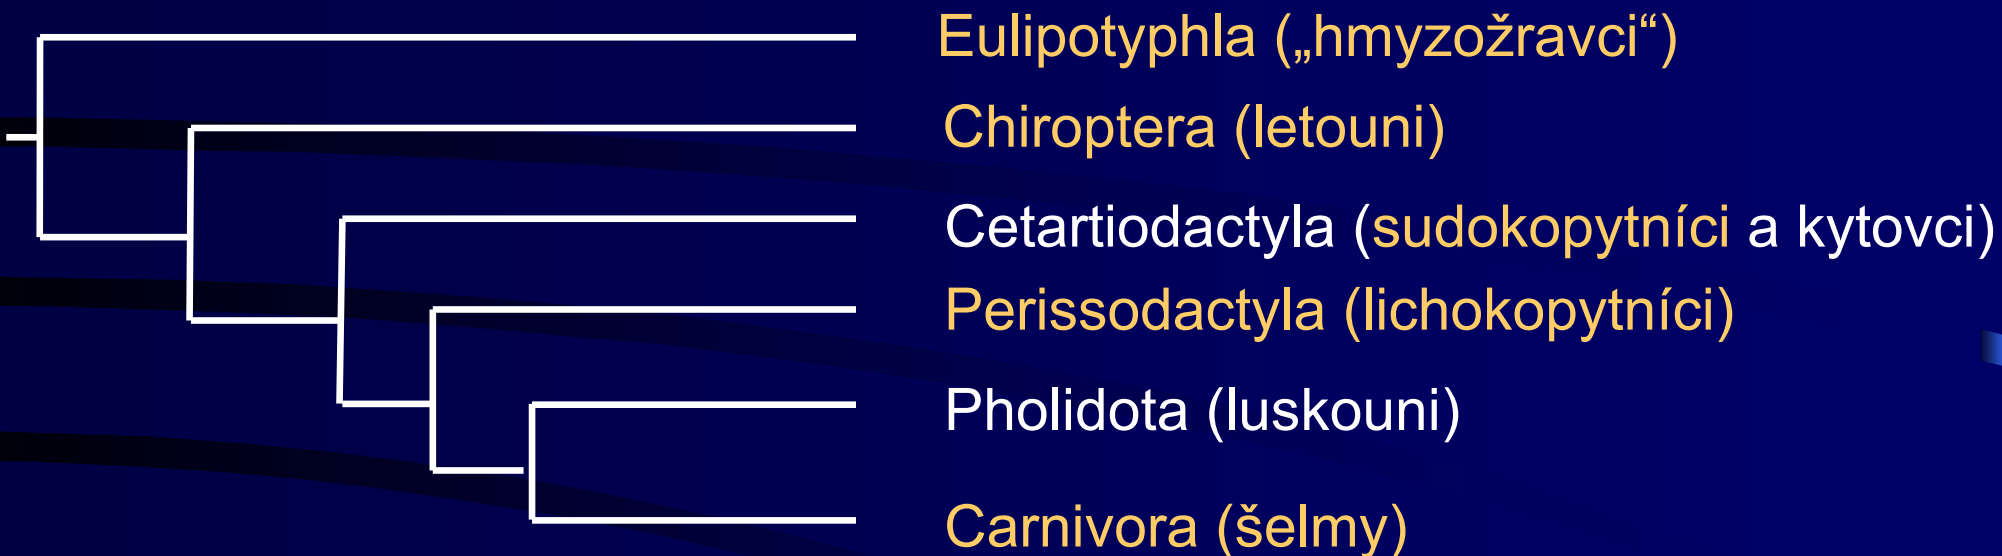 Eulipotyphla („hmyzožravci“)
Chiroptera (letouni)
Cetartiodactyla (sudokopytníci a kytovci)
Perissodactyla (lichokopytníci)
Pholidota (luskouni)
Carnivora (šelmy)